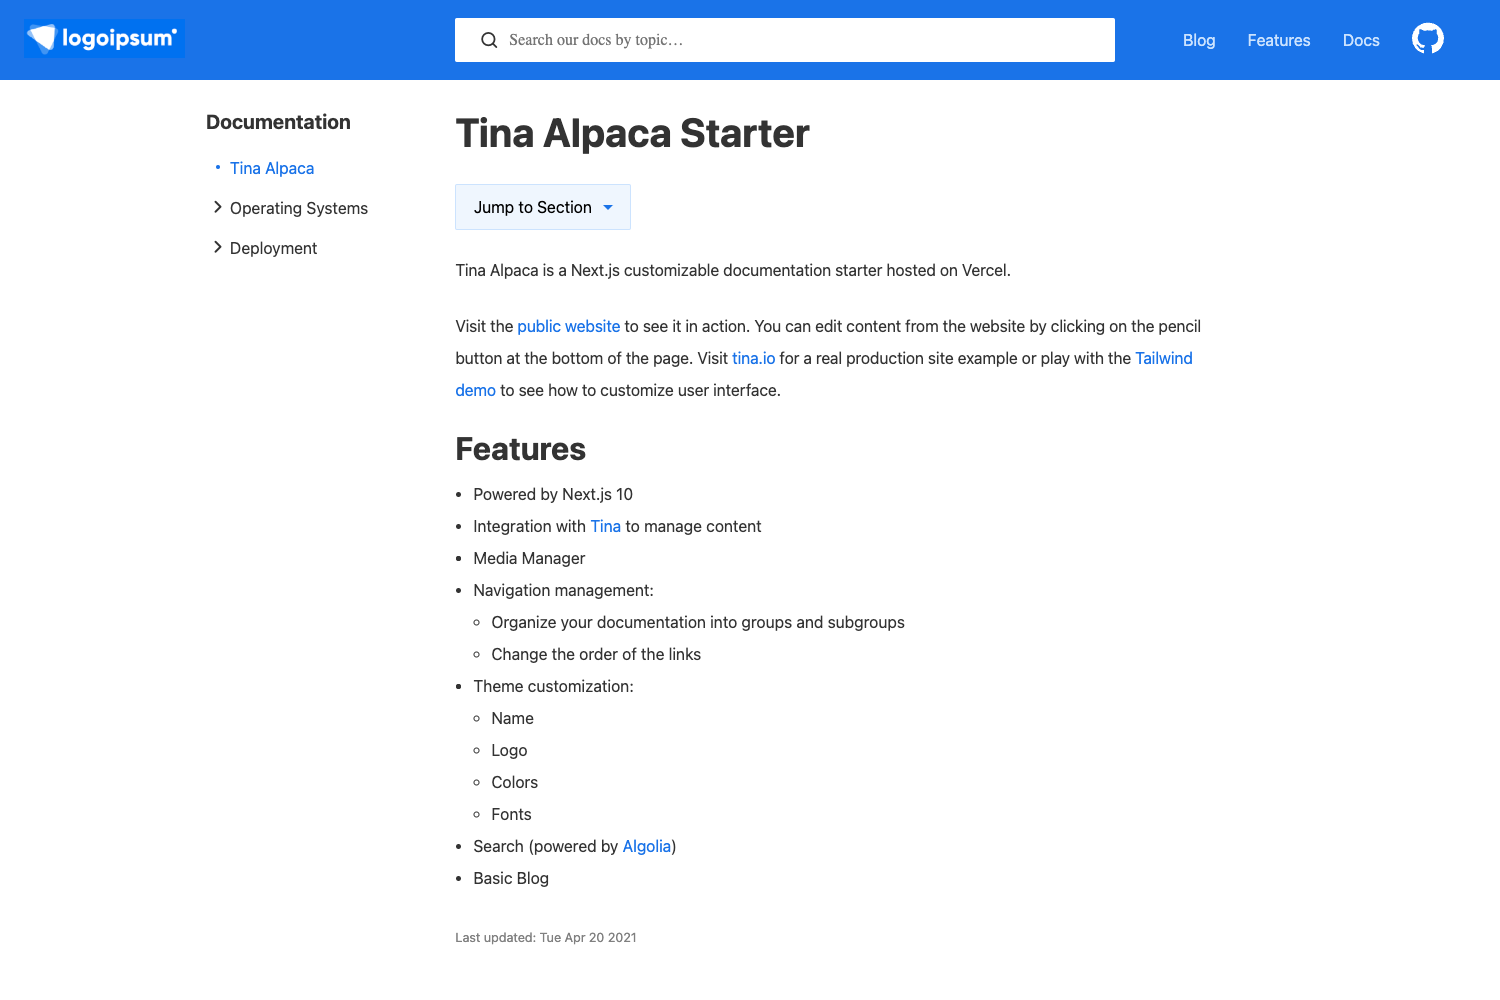 logoipsum
Search our docs by topic...
Blog Features Docs
Documentation
Tina Alpaca
Operating Systems
Deployment
Tina Alpaca Starter
Jump to Section
Tina Alpaca is a Next.js customizable documentation starter hosted on Vercel.
Visit the public website to see it in action. You can edit content from the website by clicking on the pencil
button at the bottom of the page. Visit tina.io for a real production site example or play with the Tailwind
demo to see how to customize user interface.
Features
• Powered by Next.js 10
• Integration with Tina to manage content
• Media Manager
• Navigation management:
◦ Organize your documentation into groups and subgroups
◦ Change the order of the links
• Theme customization:
◦ Name
◦ Logo
◦ Colors
◦ Fonts
• Search (powered by Algolia)
• Basic Blog
Last updated: Tue Apr 20 2021